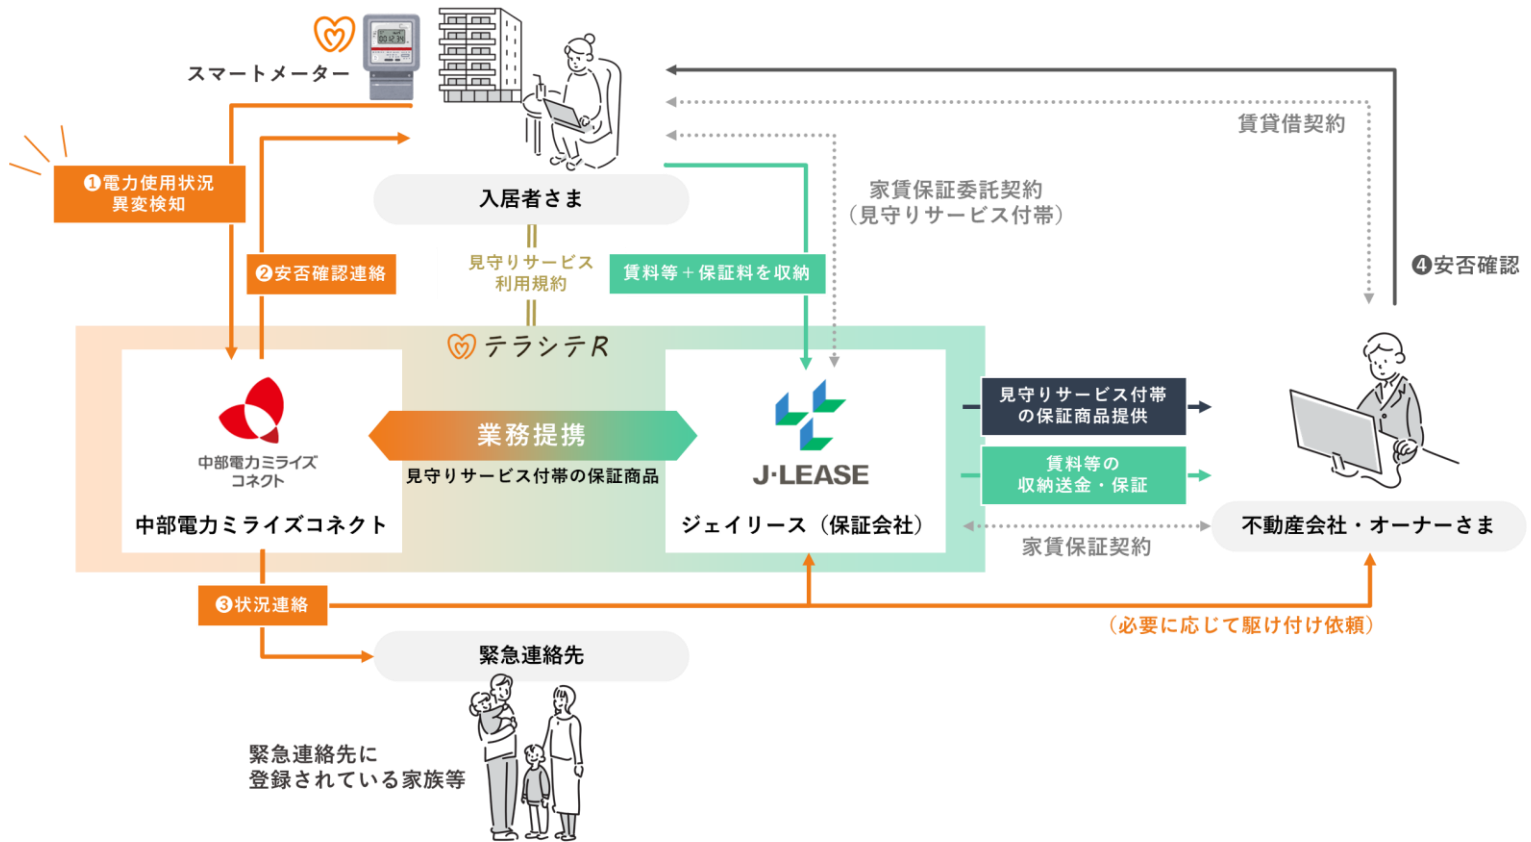 スマートメーター
❶電力使用状況
異変検知
❷安否確認連絡
入居者さま
見守りサービス
利用規約
賃料等＋保証料を収納
家賃保証委託契約
（見守りサービス付帯）
賃貸借契約
❹安否確認
テラシテR
中部電力ミライズ
コネクト
中部電力ミライズコネクト
業務提携
見守りサービス付帯の保証商品
J·LEASE
ジェイリース（保証会社）
見守りサービス付帯
の保証商品提供
賃料等の
収納送金・保証
家賃保証契約
不動産会社・オーナーさま
❸状況連絡
（必要に応じて駆け付け依頼）
緊急連絡先
緊急連絡先に
登録されている家族等